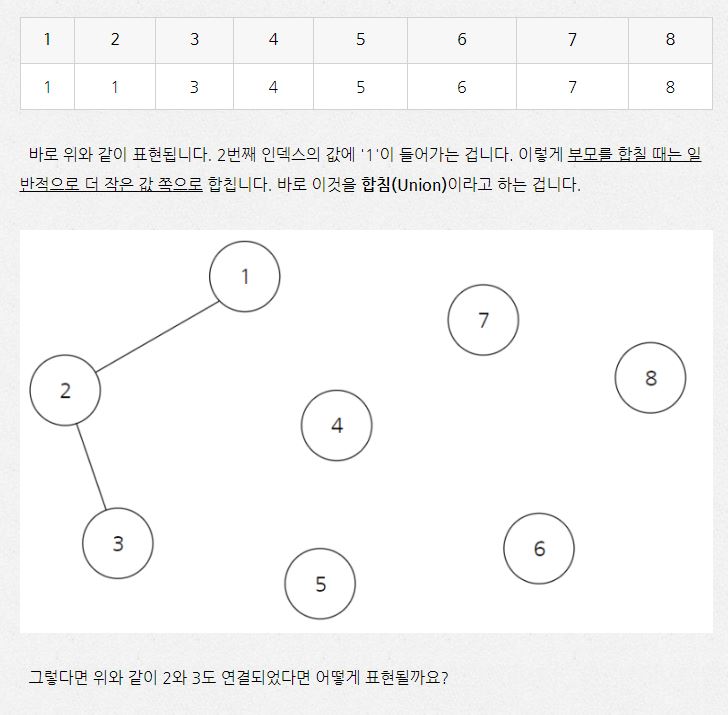 1 2 3 4 5 6 7 8
1 1 3 4 5 6 7 8
바로 위와 같이 표현됩니다. 2번째 인덱스의 값에 '1'이 들어가는 겁니다. 이렇게 부모를 합칠 때는 일
반적으로 더 작은 값 쪽으로 합칩니다. 바로 이것을 합침(Union)이라고 하는 겁니다.
1
7
8
2
4
3
6
5
그렇다면 위와 같이 2와 3도 연결되었다면 어떻게 표현될까요?